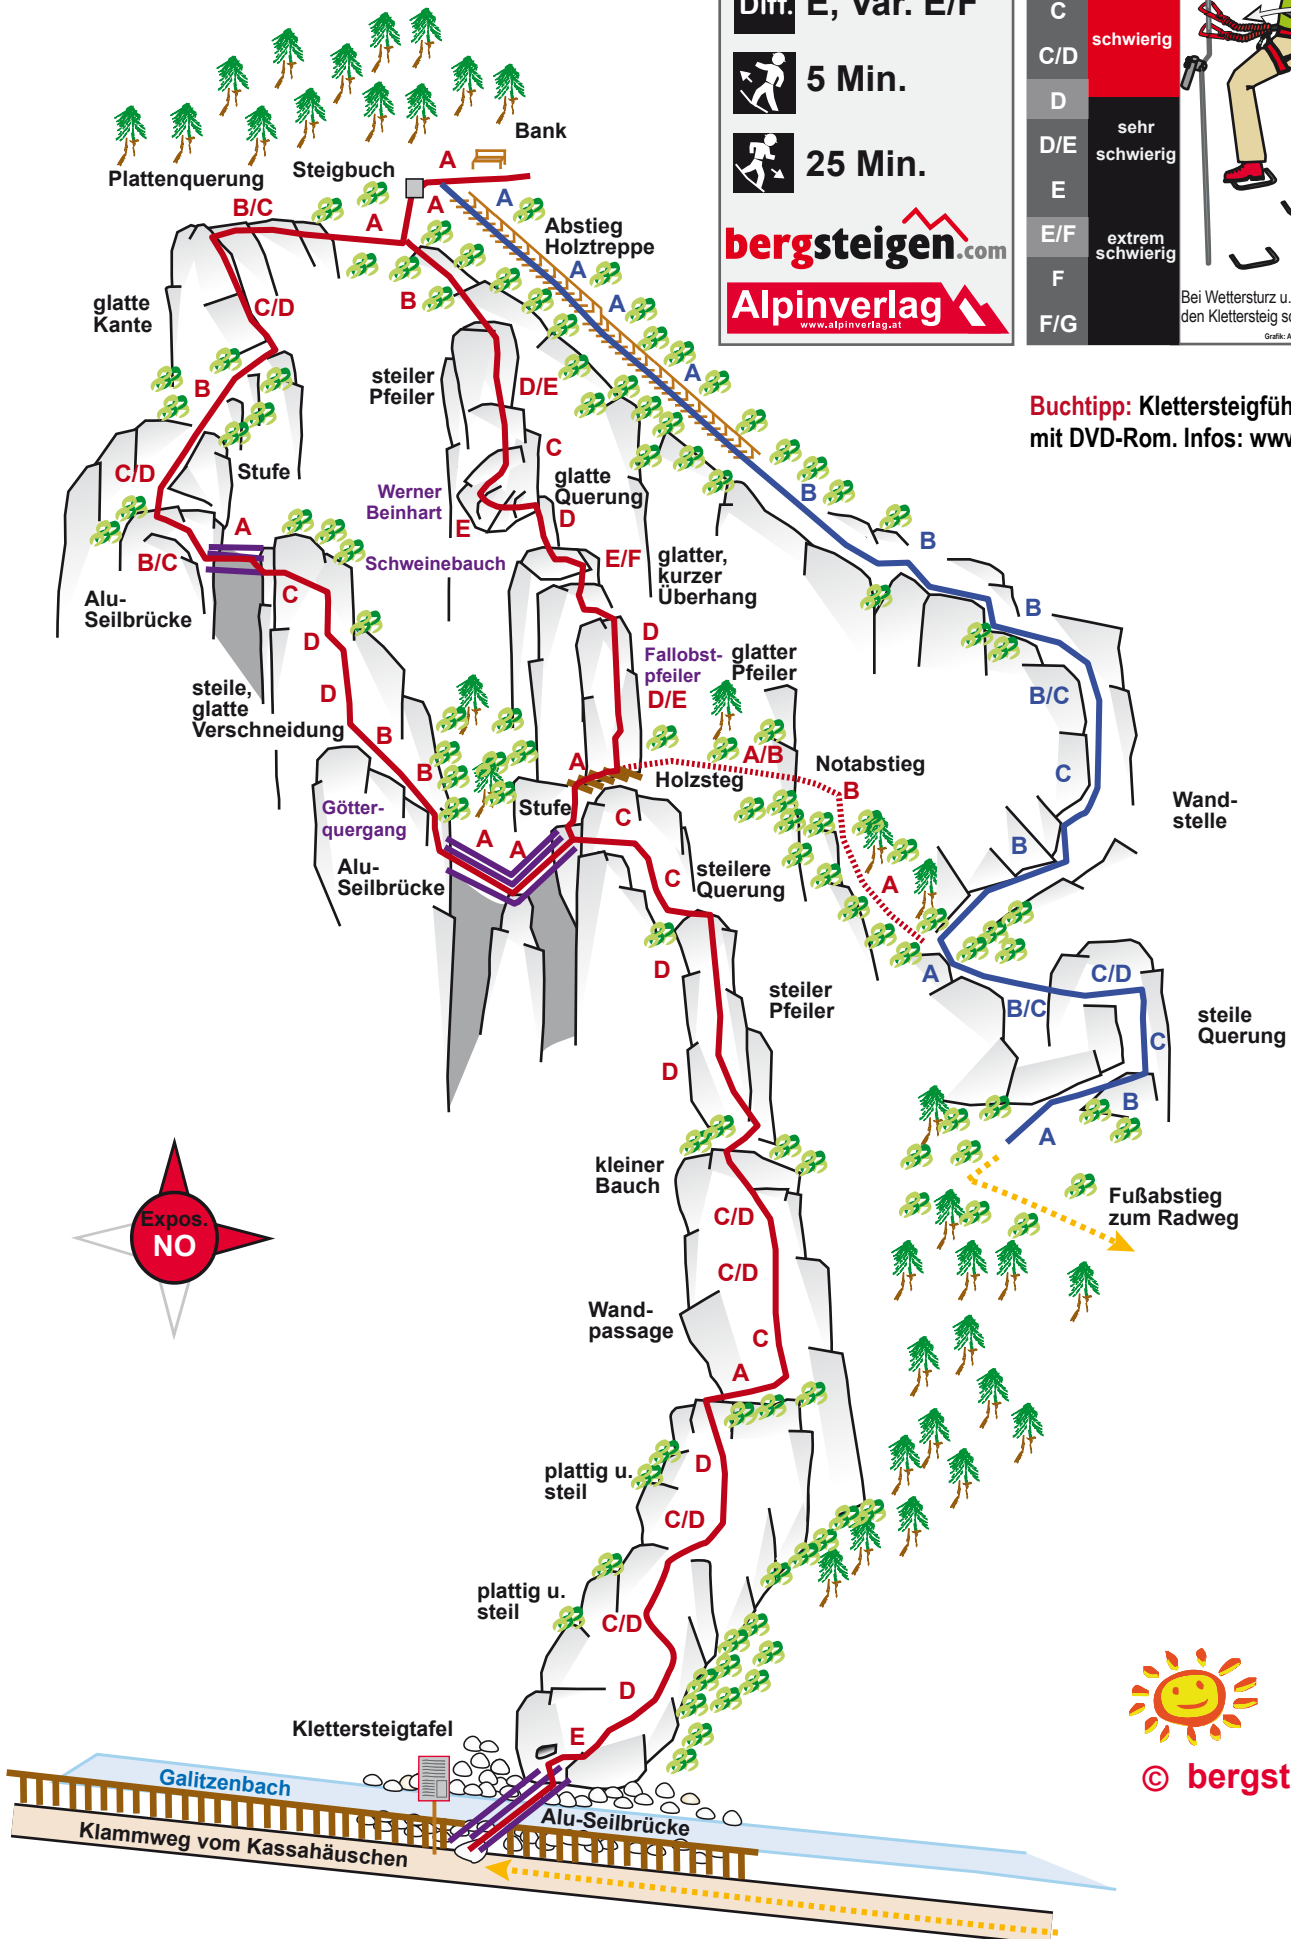 Diff. E, Var. E/F
5 Min.
25 Min.
bergsteigen.com
Alpinverlag
www.alpinverlag.at
C
C/D
D
D/E
E
E/F
F
F/G
schwierig
sehr
schwierig
extrem
schwierig
Bei Wettersturz u.
den Klettersteig so
Grafik: A
Buchtipp: Klettersteigfüh
mit DVD-Rom. Infos: www
Bank
Steigbuch
A
Plattenquerung
B/C
A
A
A
Abstieg
Holztreppe
A
A
A
glatte
Kante
C/D
B
B
steiler
Pfeiler
D/E
C
C/D
Stufe
glatte
Querung
Werner
Beinhart
E
D
B
B
A
B/C
Schweinebauch
E/F
glatter,
kurzer
Überhang
Alu-
Seilbrücke
C
D
B
D
Fallobst-
pfeiler
glatter
Pfeiler
D/E
steile,
glatte
Verschneidung
D
B
B
B/C
A
Holzsteg
A/B
Notabstieg
B
C
Götter-
quergang
Stufe
C
Wand-
stelle
A
A
B
Alu-
Seilbrücke
C
steilere
Querung
A
D
A
B/C
C/D
steiler
Pfeiler
steile
Querung
C
D
B
A
kleiner
Bauch
Fußabstieg
zum Radweg
C/D
Expos.
NO
C/D
Wand-
passage
C
A
plattig u.
steil
D
C/D
plattig u.
steil
C/D
D
Klettersteigtafel
E
Galitzenbach
Alu-Seilbrücke
Klammweg vom Kassahäuschen
© bergst